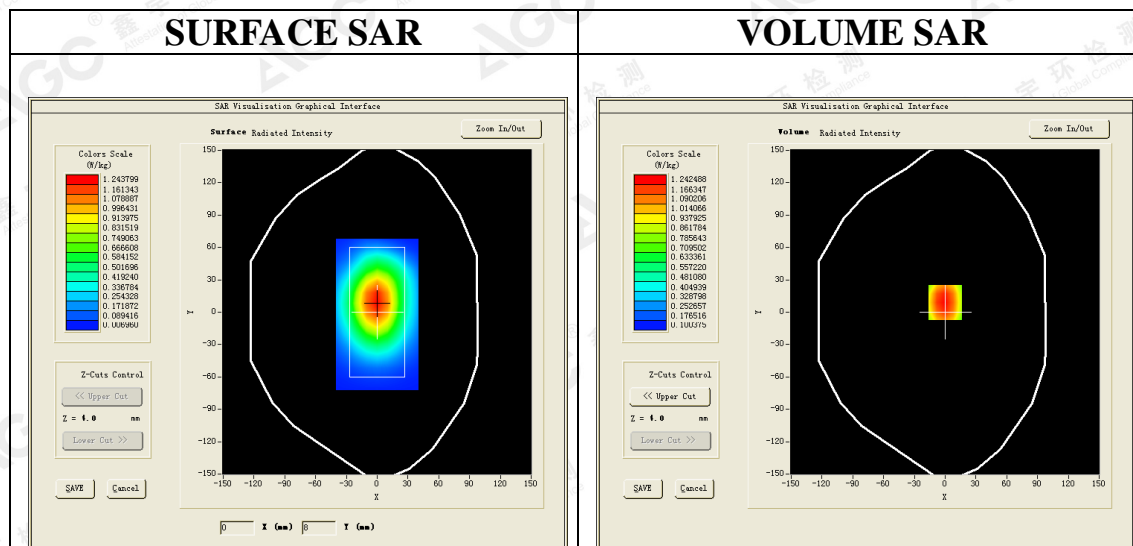 SURFACE SAR
VOLUME SAR
SAR Visualisation Graphical Interface
Surface Radiated Intensity
Zoom In/Out
Colors Scale
(W/kg)
1.243799
1.161343
1.078887
0.996431
0.913975
0.831519
0.749063
0.666608
0.584152
0.501696
0.419240
0.336784
0.254328
0.171872
0.089416
0.006960
150
120
90
60
30
0
-30
-60
-90
-120
-150
Y
-150 -120 -90 -60 -30 0 30 60 90 120 150
X
Z-Cuts Control
<< Upper Cut
Z = 4.0 mm
Lower Cut >>
SAVE Cancel
0 X (mm) 8 Y (mm)
SAR Visualisation Graphical Interface
Volume Radiated Intensity
Zoom In/Out
Colors Scale
(W/kg)
1.242488
1.166347
1.090206
1.014066
0.937925
0.861784
0.785643
0.709502
0.633361
0.557220
0.481080
0.404939
0.328798
0.252657
0.176516
0.100375
150
120
90
60
30
0
-30
-60
-90
-120
-150
Y
-150 -120 -90 -60 -30 0 30 60 90 120 150
X
Z-Cuts Control
<< Upper Cut
Z = 4.0 mm
Lower Cut >>
SAVE Cancel